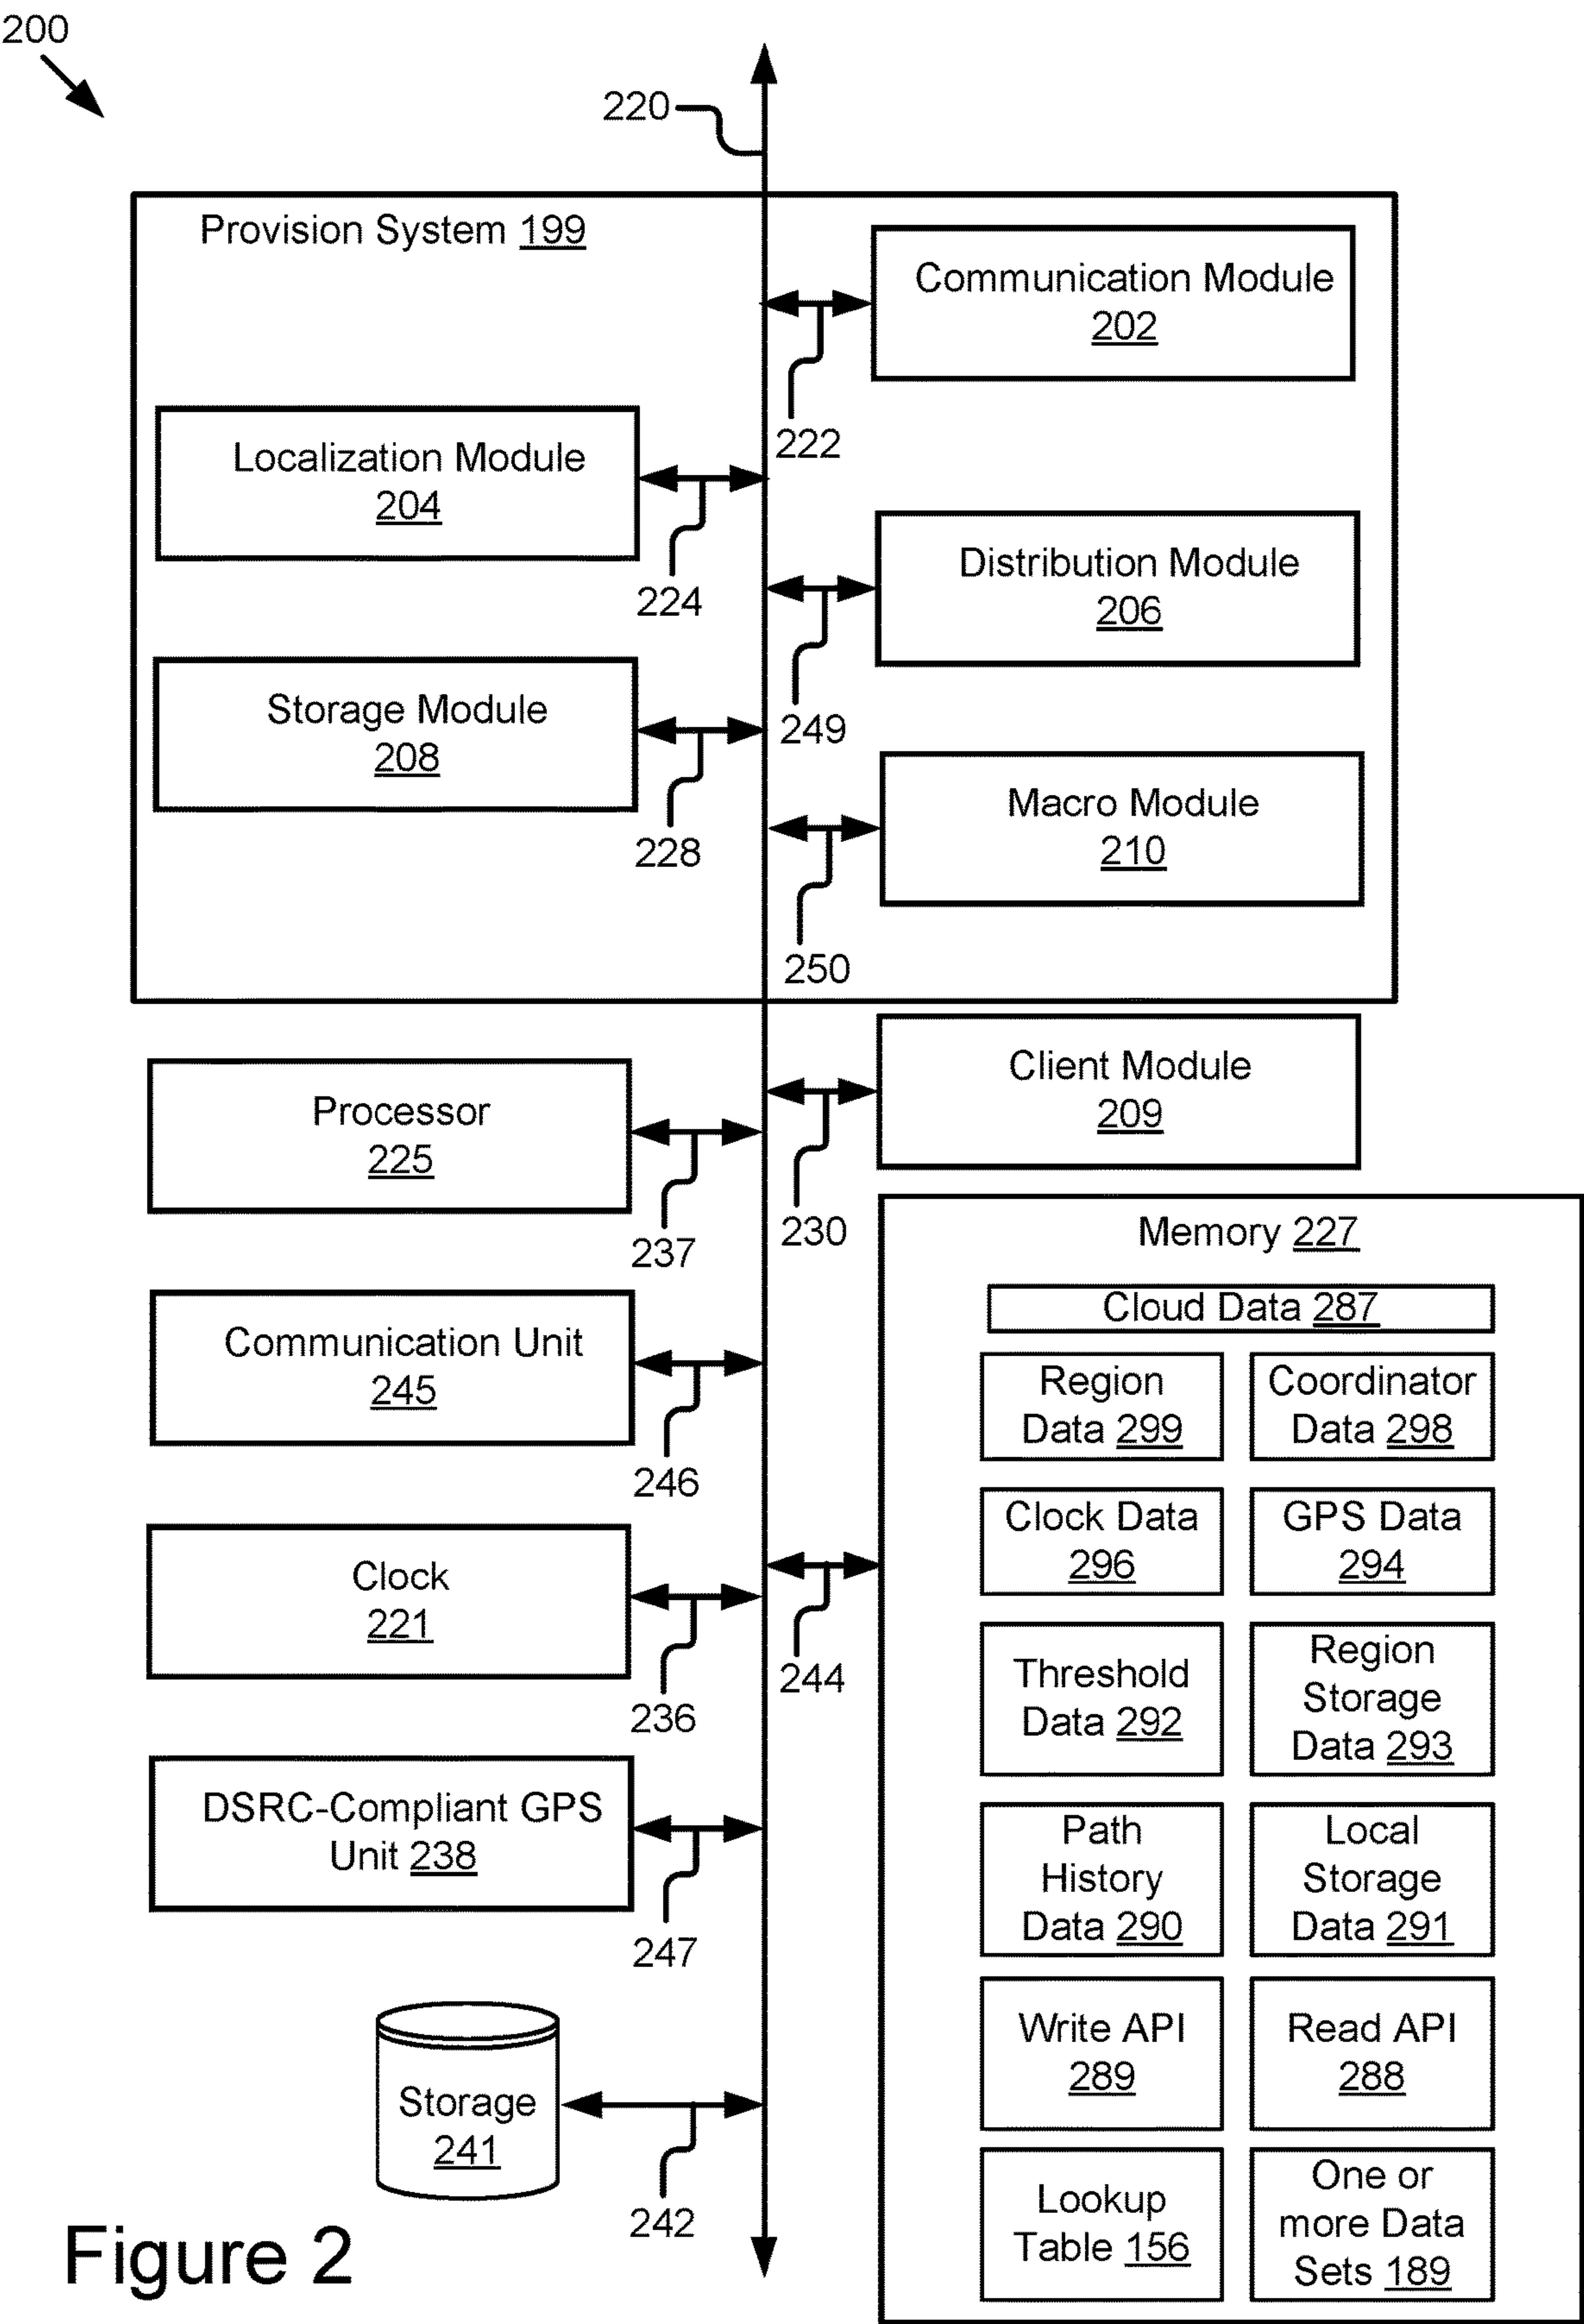 200
220
Provision System 199
Communication Module
202
222
Localization Module
204
224
Distribution Module
206
249
Storage Module
208
228
Macro Module
210
250
Client Module
209
230
Processor
225
237
Communication Unit
245
246
Clock
221
236
DSRC-Compliant GPS
Unit 238
247
Storage
241
242
244
Memory 227
Cloud Data 287
Region
Data 299
Coordinator
Data 298
Clock Data
296
GPS Data
294
Threshold
Data 292
Region
Storage
Data 293
Path
History
Data 290
Local
Storage
Data 291
Write API
289
Read API
288
Lookup
Table 156
One or
more Data
Sets 189
Figure 2